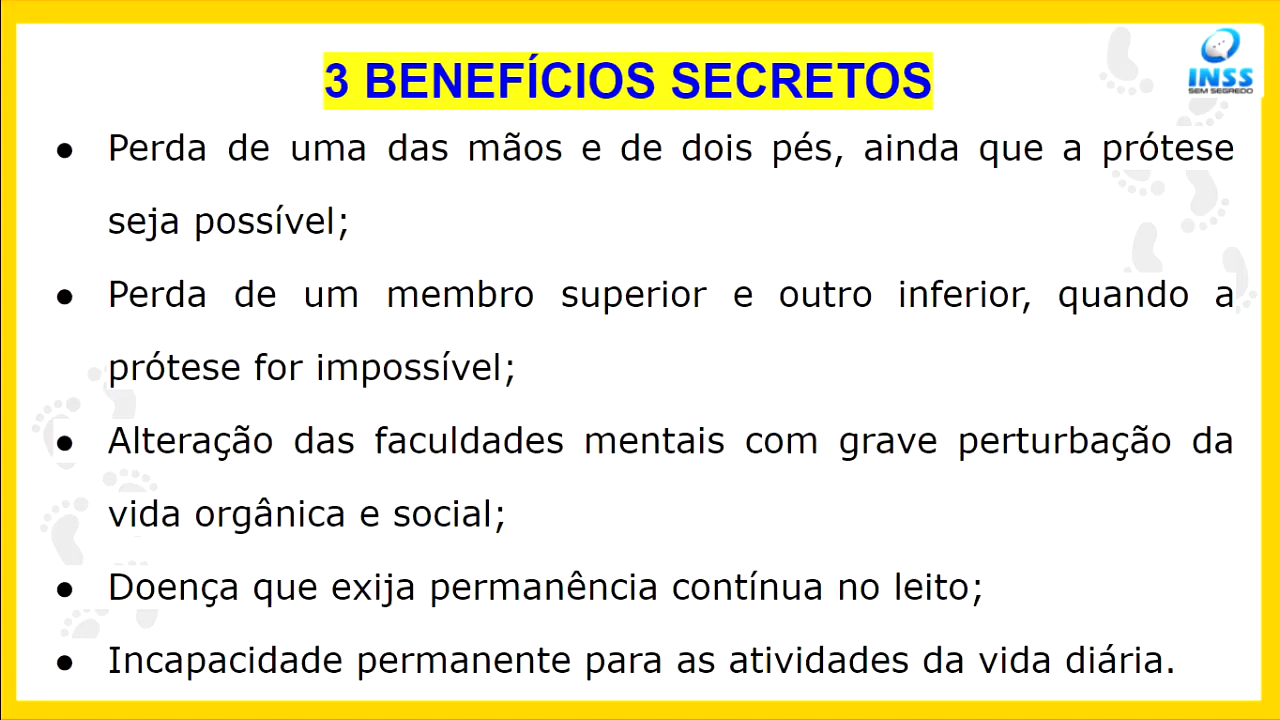 3 BENEFÍCIOS SECRETOS
INSS
SEM SEGREDO
● Perda de uma das mãos e de dois pés, ainda que a prótese
seja possível;
● Perda de um membro superior e outro inferior, quando a
prótese for impossível;
● Alteração das faculdades mentais com grave perturbação da
vida orgânica e social;
● Doença que exija permanência contínua no leito;
● Incapacidade permanente para as atividades da vida diária.